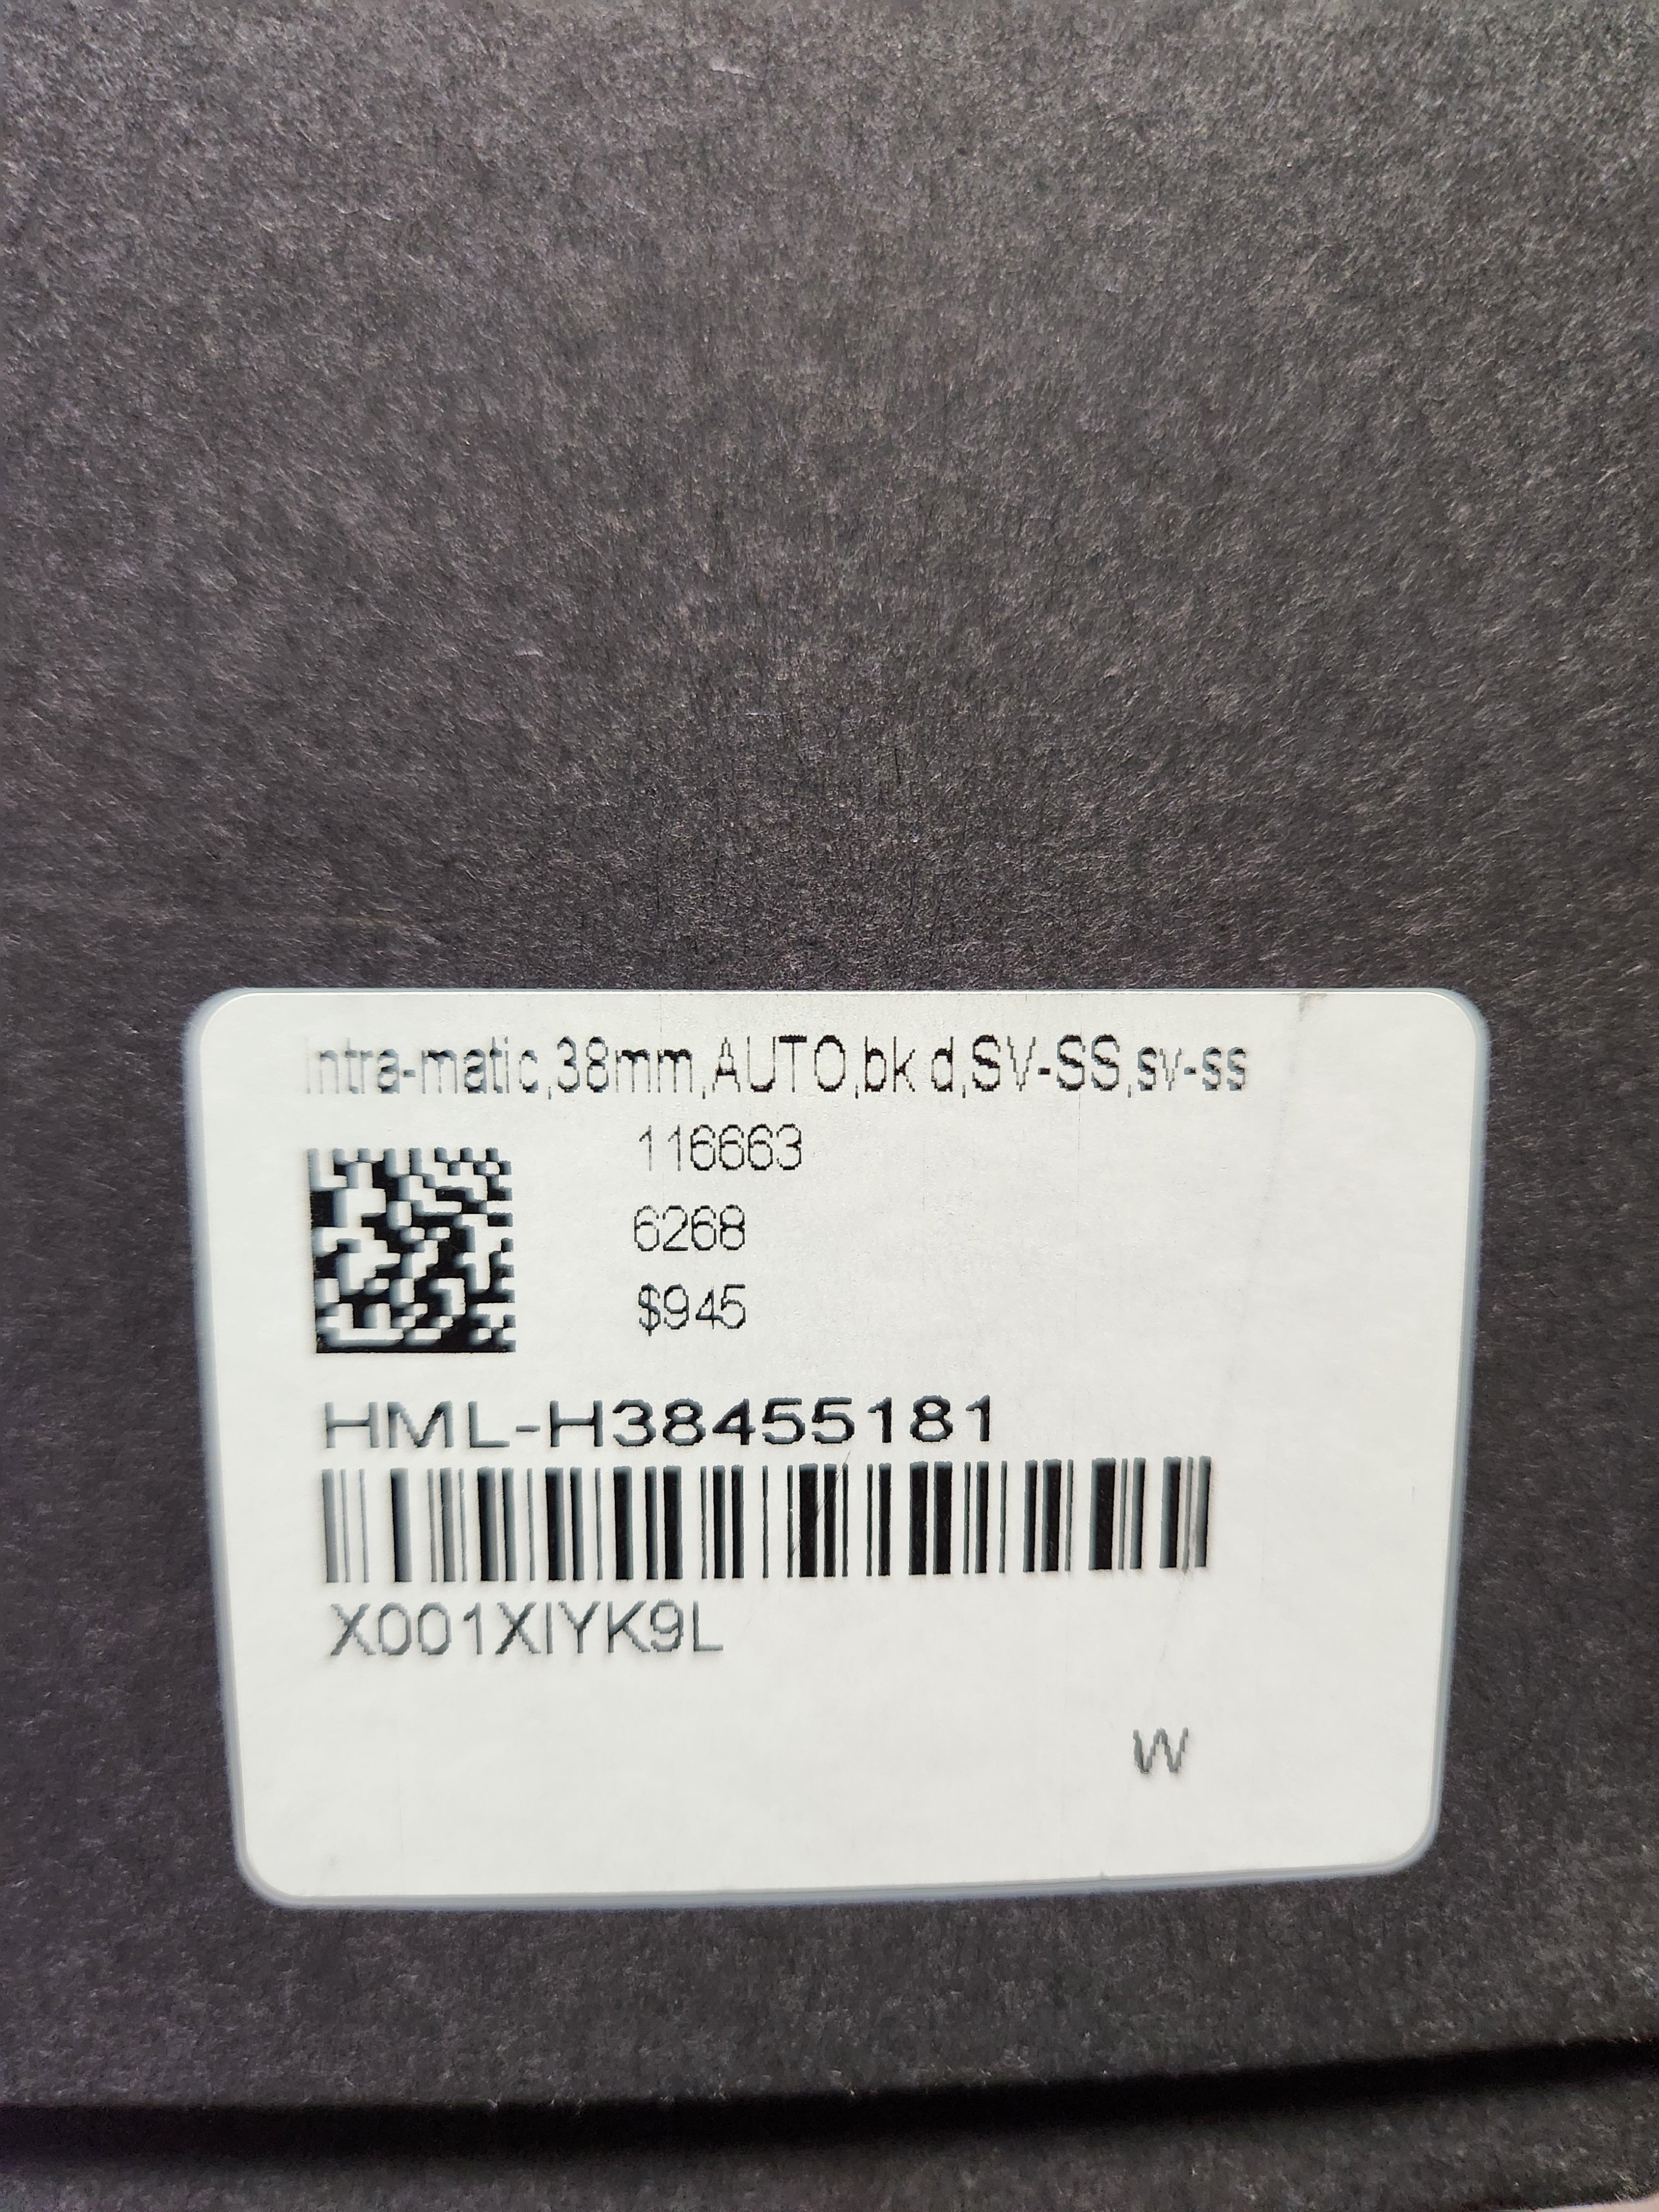 Intra-matic,38mm,AUTO,bk d,SV-SS,sv-ss
116663
6268
$945
HML-H38455181
X001XIYK9L
W